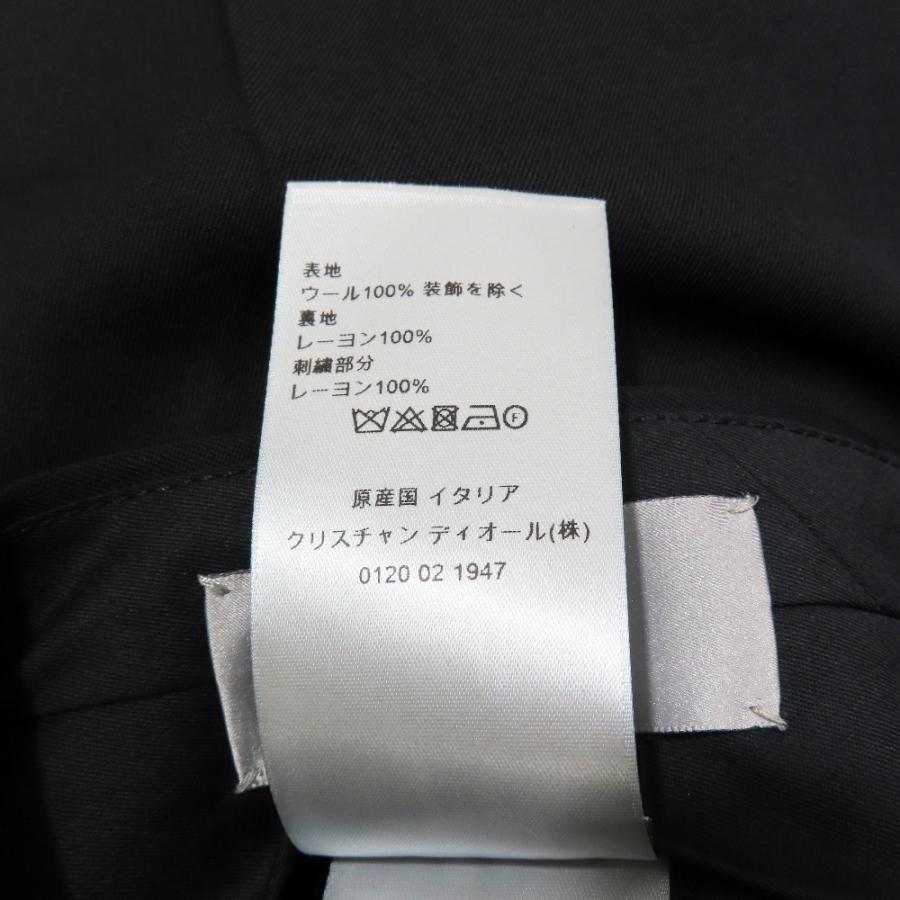 表地
ウール100% 装飾を除く
裏地
レーヨン100%
刺繍部分
レーヨン100%
F
原産国 イタリア
クリスチャン ディオール(株)
0120 02 1947